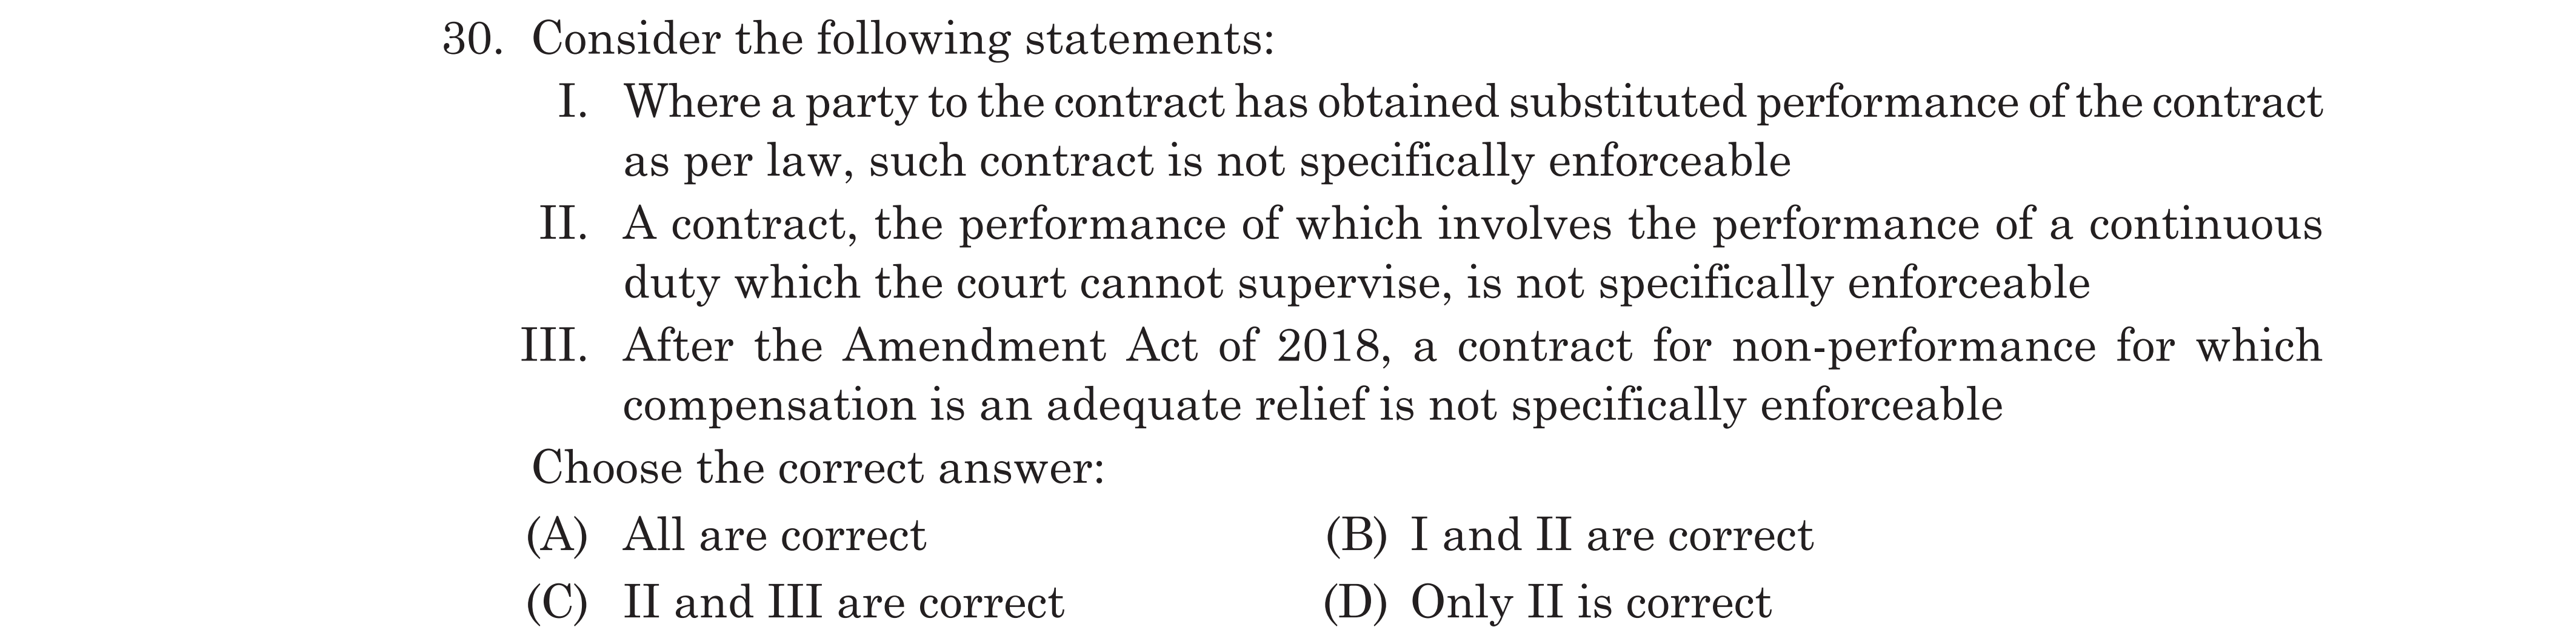 30. Consider the following statements:
I. Where a party to the contract has obtained substituted performance of the contract
as per law, such contract is not specifically enforceable
II. A contract, the performance of which involves the performance of a continuous
duty which the court cannot supervise, is not specifically enforceable
III. After the Amendment Act of 2018, a contract for non-performance for which
compensation is an adequate relief is not specifically enforceable
Choose the correct answer:
(A) All are correct (B) I and II are correct
(C) II and III are correct (D) Only II is correct